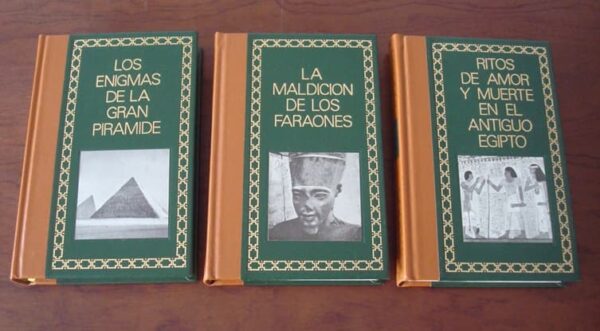 LOS
ENIGMAS
DE LA
GRAN
PIRAMIDE
LA
MALDICION
DE LOS
FARAONES
RITOS
DE AMOR
Y MUERTE
EN EL
ANTIGUO
EGIPTO